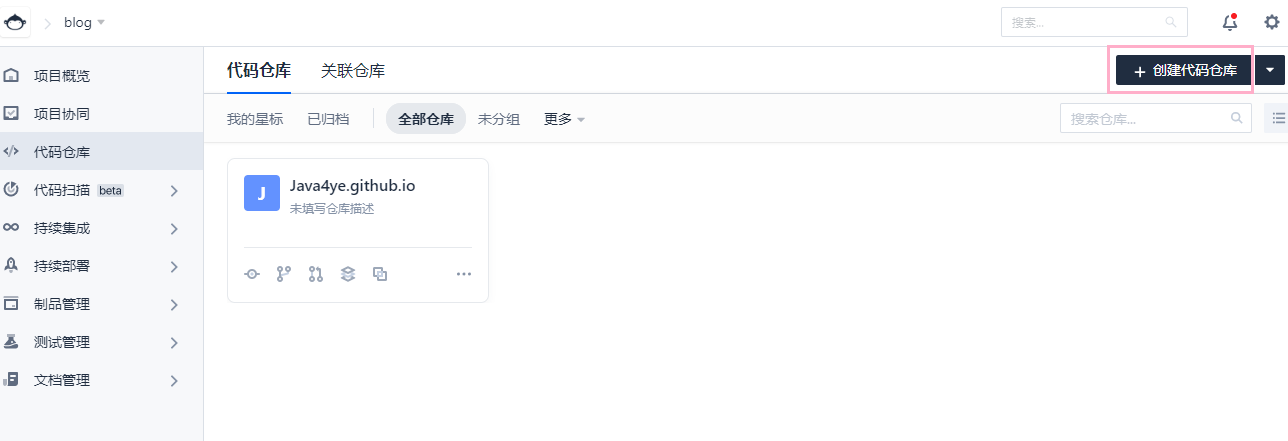 blog
搜索...
项目概览
项目协同
代码仓库
代码扫描 beta
持续集成
持续部署
制品管理
测试管理
文档管理
代码仓库 关联仓库
+ 创建代码仓库
我的星标 已归档 全部仓库 未分组 更多
搜索仓库...
J
Java4ye.github.io
未填写仓库描述